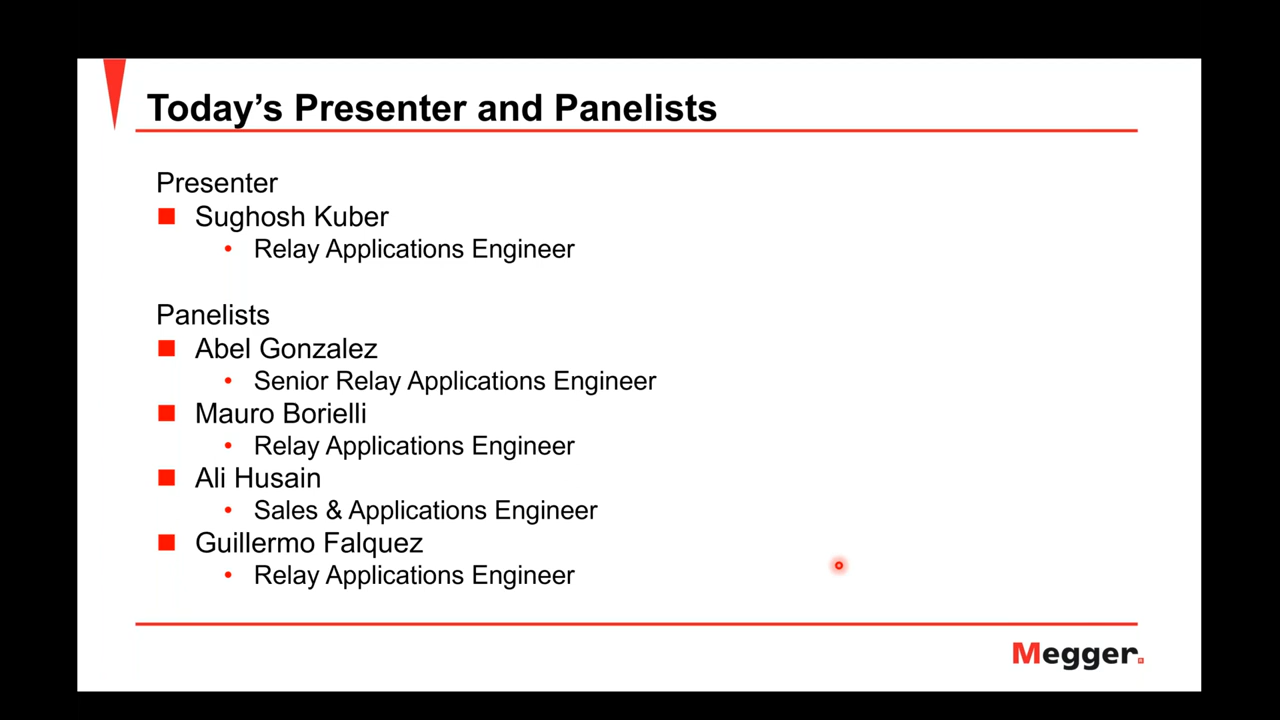 Today’s Presenter and Panelists
Presenter
Sughosh Kuber
Relay Applications Engineer
Panelists
Abel Gonzalez
Senior Relay Applications Engineer
Mauro Borielli
Relay Applications Engineer
Ali Husain
Sales & Applications Engineer
Guillermo Falquez
Relay Applications Engineer
Megger.